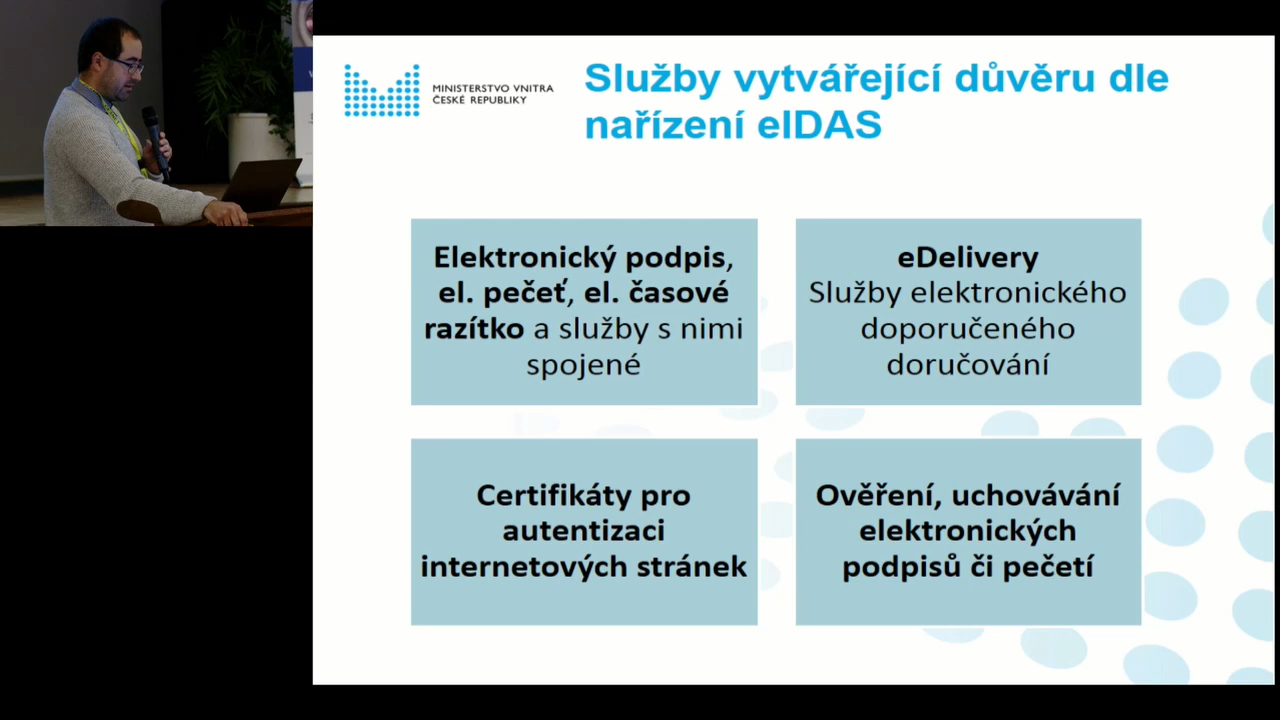 MINISTERSTVO VNITRA
ČESKÉ REPUBLIKY
Služby vytvářející důvěru dle
nařízení eIDAS
Elektronický podpis,
el. pečeť, el. časové
razítko a služby s nimi
spojené
eDelivery
Služby elektronického
doporučeného
doručování
Certifikáty pro
autentizaci
internetových stránek
Ověření, uchovávání
elektronických
podpisů či pečetí